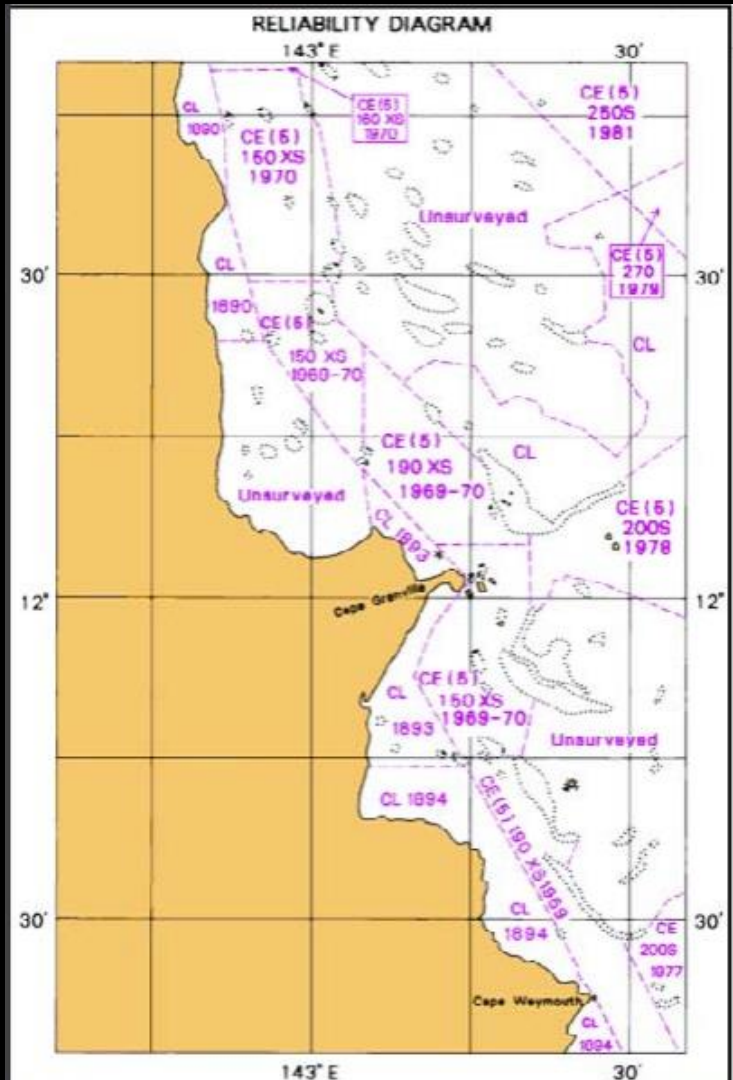 RELIABILITY DIAGRAM
143° E
30'
CE (5)
160 XS
1970
CE (5)
250S
1981
CL
1890
CE (5)
150 XS
1970
Unsurveyed
CE (5)
270
1979
30'
30'
CL
1890
CE (5)
150 XS
1960-70
CL
CE (5)
190 XS
1969-70
CL
Unsurveyed
CL 1893
CE (5)
200S
1978
12°
Cape Granville
12°
CE (5)
150 XS
1969-70
CL
1893
Unsurveyed
CL 1894
CE(5) 190 XS 1969
30'
CL
1894
CE
200S
1977
30'
Cape Weymouth
CL
1894
143° E
30'